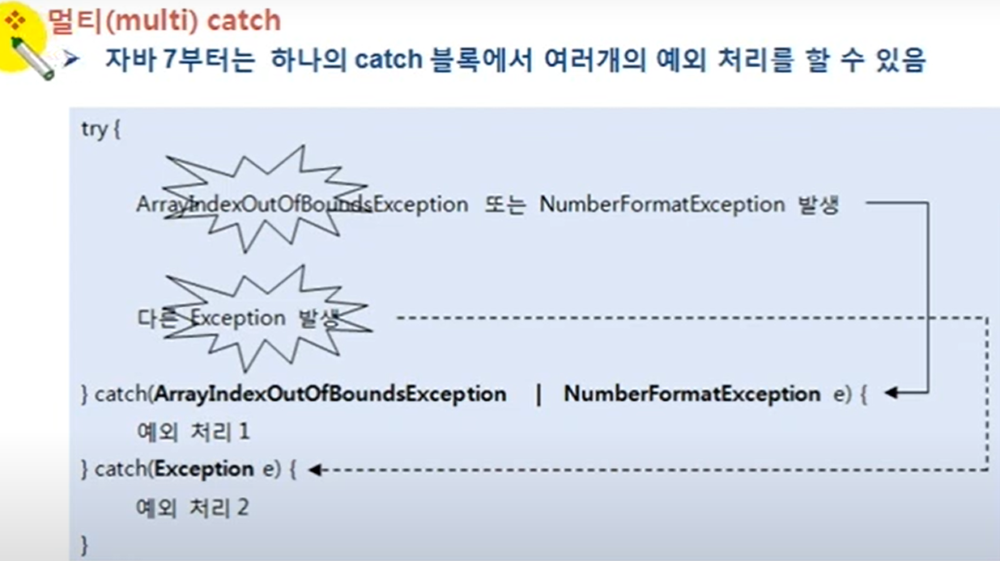 멀티(multi) catch
자바 7부터는 하나의 catch 블록에서 여러개의 예외 처리를 할 수 있음
try {
ArrayIndexOutOfBoundsException 또는 NumberFormatException 발생
다른 Exception 발생
} catch(ArrayIndexOutOfBoundsException | NumberFormatException e) {
예외 처리 1
} catch(Exception e) {
예외 처리 2
}